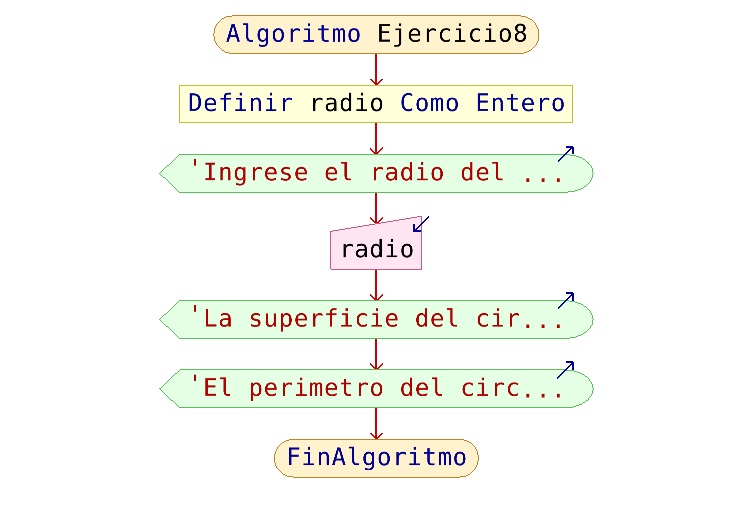 Algoritmo Ejercicio8
Definir radio Como Entero
'Ingrese el radio del ...
radio
'La superficie del cir...
'El perimetro del circ...
FinAlgoritmo